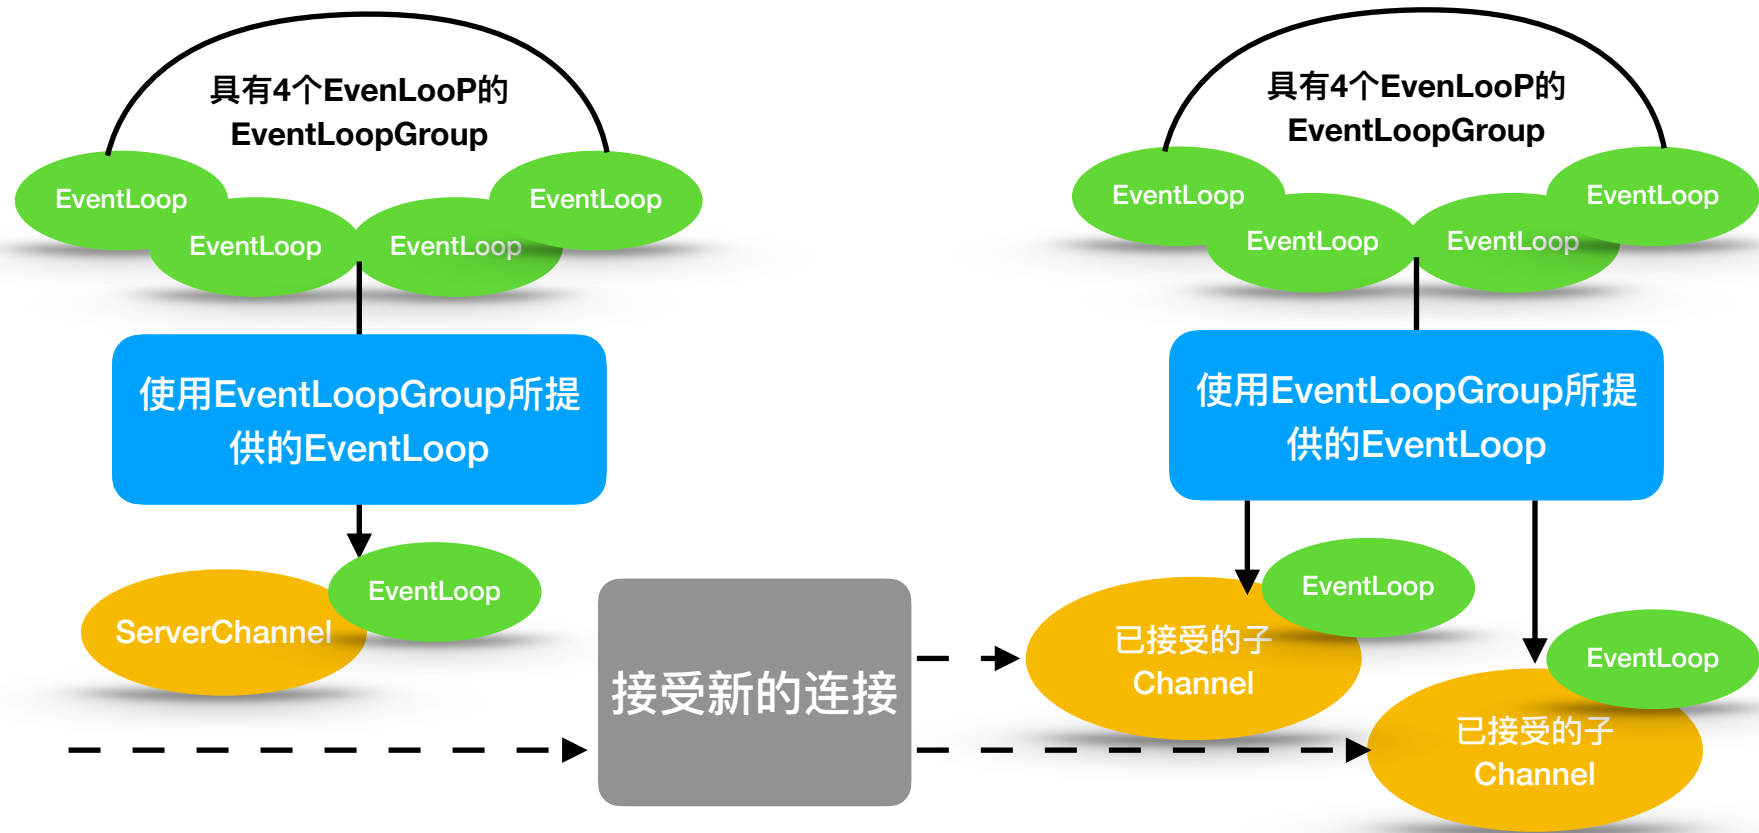 具有4个EvenLooP的
EventLoopGroup
EventLoop
EventLoop
EventLoop
EventLoop
使用EventLoopGroup所提
供的EventLoop
EventLoop
ServerChannel
接受新的连接
具有4个EvenLooP的
EventLoopGroup
EventLoop
EventLoop
EventLoop
EventLoop
使用EventLoopGroup所提
供的EventLoop
EventLoop
已接受的子
Channel
EventLoop
已接受的子
Channel